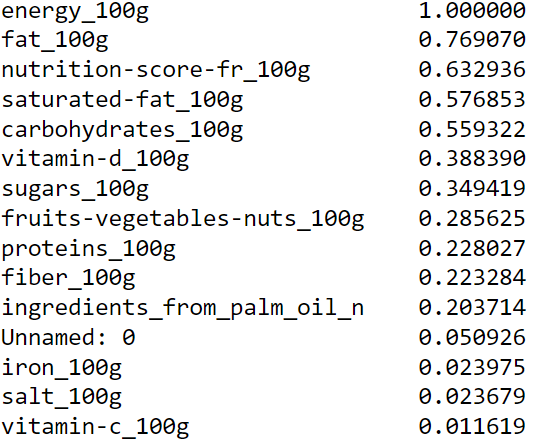 energy_100g 1.000000
fat_100g 0.769070
nutrition-score-fr_100g 0.632936
saturated-fat_100g 0.576853
carbohydrates_100g 0.559322
vitamin-d_100g 0.388390
sugars_100g 0.349419
fruits-vegetables-nuts_100g 0.285625
proteins_100g 0.228027
fiber_100g 0.223284
ingredients_from_palm_oil_n 0.203714
Unnamed: 0 0.050926
iron_100g 0.023975
salt_100g 0.023679
vitamin-c_100g 0.011619